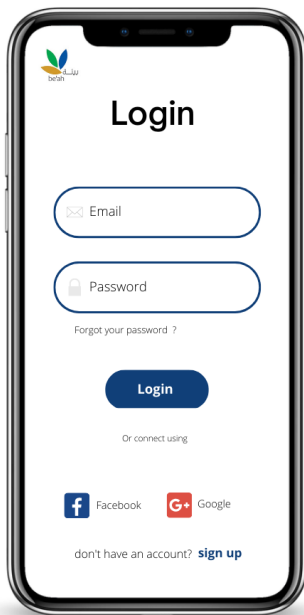 بيئة
be'ah
Login
Email
Password
Forgot your password ?
Login
Or connect using
f Facebook
G+ Google
don't have an account? sign up